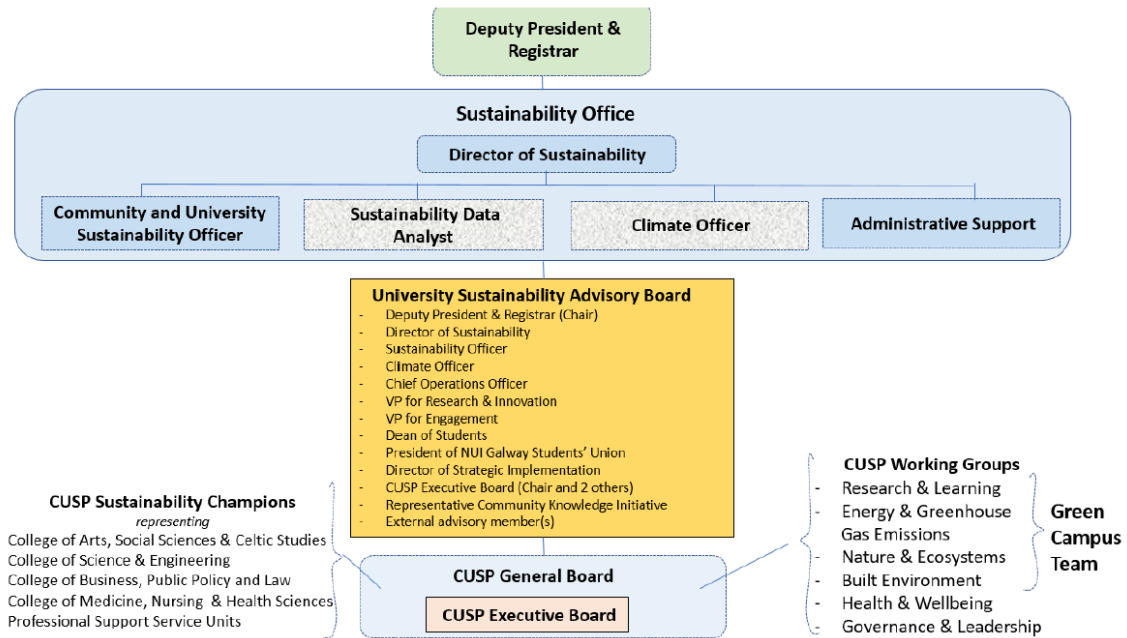 Deputy President &
Registrar
Sustainability Office
Director of Sustainability
Community and University
Sustainability Officer
Sustainability Data
Analyst
Climate Officer
Administrative Support
University Sustainability Advisory Board
- Deputy President & Registrar (Chair)
- Director of Sustainability
- Sustainability Officer
- Climate Officer
- Chief Operations Officer
- VP for Research & Innovation
- VP for Engagement
- Dean of Students
- President of NUI Galway Students' Union
- Director of Strategic Implementation
- CUSP Executive Board (Chair and 2 others)
- Representative Community Knowledge Initiative
- External advisory member(s)
CUSP Sustainability Champions
representing
College of Arts, Social Sciences & Celtic Studies
College of Science & Engineering
College of Business, Public Policy and Law
College of Medicine, Nursing & Health Sciences
Professional Support Service Units
CUSP General Board
CUSP Executive Board
CUSP Working Groups
- Research & Learning
- Energy & Greenhouse
Gas Emissions
- Nature & Ecosystems
- Built Environment
- Health & Wellbeing
- Governance & Leadership
Green
Campus
Team